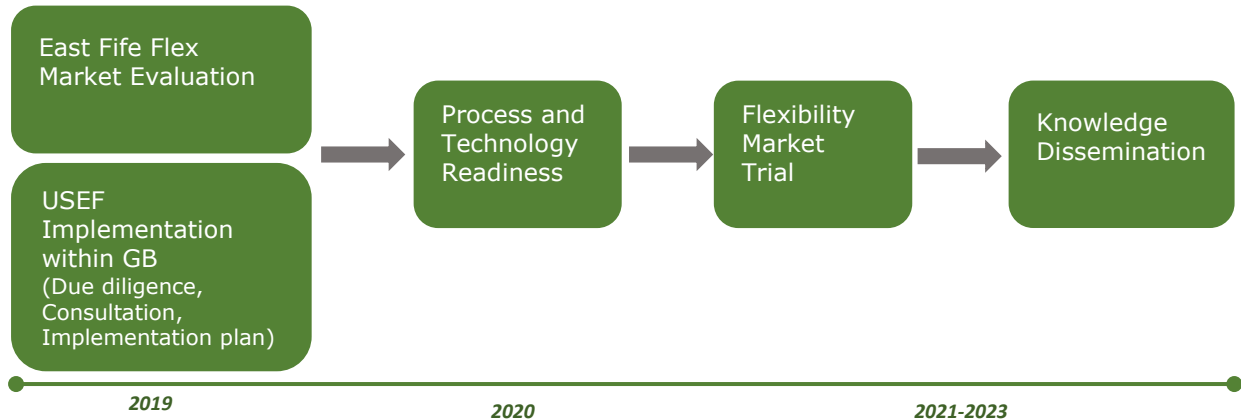 East Fife Flex
Market Evaluation
USEF
Implementation
within GB
(Due diligence,
Consultation,
Implementation plan)
Process and
Technology
Readiness
Flexibility
Market
Trial
Knowledge
Dissemination
2019
2020
2021-2023